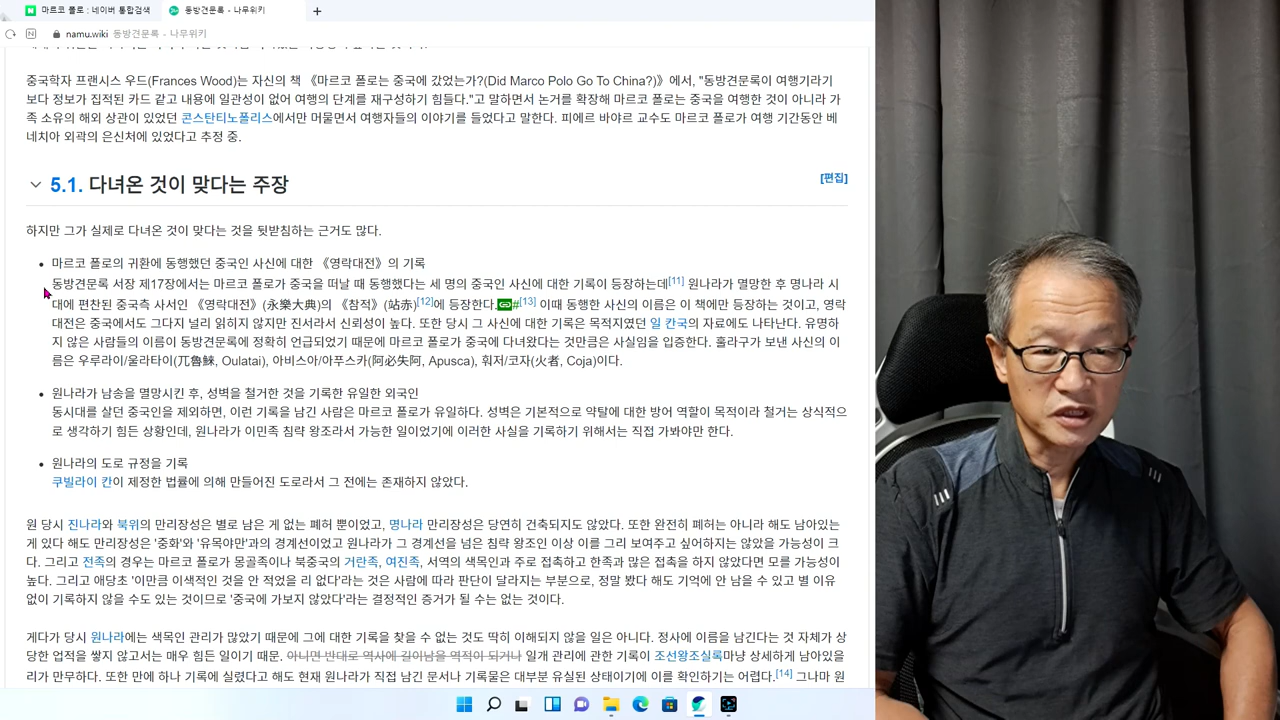 마르코 폴로 : 네이버 통합검색
동방견문록 - 나무위키
namu.wiki 동방견문록 - 나무위키
중국학자 프랜시스 우드(Frances Wood)는 자신의 책 《마르코 폴로는 중국에 갔었는가?(Did Marco Polo Go To China?)》에서, "동방견문록이 여행기라기
보다 정보가 집적된 카드 같고 내용에 일관성이 없어 여행의 단계를 재구성하기 힘들다."고 말하면서 논거를 확장해 마르코 폴로는 중국을 여행한 것이 아니라 가
족 소유의 해외 상관이 있었던 콘스탄티노폴리스에서만 머물면서 여행자들의 이야기를 들었다고 말한다. 피에르 바야르 교수도 마르코 폴로가 여행 기간동안 베
네치아 외곽의 은신처에 있었다고 추정 중.
5.1. 다녀온 것이 맞다는 주장
[편집]
하지만 그가 실제로 다녀온 것이 맞다는 것을 뒷받침하는 근거도 많다.
• 마르코 폴로의 귀환에 동행했던 중국인 사신에 대한 《영락대전》의 기록
동방견문록 서장 제17장에서는 마르코 폴로가 중국을 떠날 때 동행했다는 세 명의 중국인 사신에 대한 기록이 등장하는데[11] 원나라가 멸망한 후 명나라 시
대에 편찬된 중국측 사서인 《영락대전》(永樂大典)의 《참적》(站赤)[12]에 등장한다.#[13] 이때 동행한 사신의 이름은 이 책에만 등장하는 것이고, 영락
대전은 중국에서도 그다지 널리 읽히지 않지만 진서라서 신뢰성이 높다. 또한 당시 그 사신에 대한 기록은 목적지였던 일 칸국의 자료에도 나타난다. 유명하
지 않은 사람들의 이름이 동방견문록에 정확히 언급되었기 때문에 마르코 폴로가 중국에 다녀왔다는 것만큼은 사실임을 입증한다. 훌라구가 보낸 사신의 이
름은 우루라이/울라타이(兀魯䚅, Oulatai), 아비스아/아푸스카(阿必失阿, Apusca), 훠저/코자(火者, Coja)이다.
• 원나라가 남송을 멸망시킨 후, 성벽을 철거한 것을 기록한 유일한 외국인
동시대를 살던 중국인을 제외하면, 이런 기록을 남긴 사람은 마르코 폴로가 유일하다. 성벽은 기본적으로 약탈에 대한 방어 역할이 목적이라 철거는 상식적으
로 생각하기 힘든 상황인데, 원나라가 이민족 침략 왕조라서 가능한 일이었기에 이러한 사실을 기록하기 위해서는 직접 가봐야만 한다.
• 원나라의 도로 규정을 기록
쿠빌라이 칸이 제정한 법률에 의해 만들어진 도로라서 그 전에는 존재하지 않았다.
원 당시 진나라와 북위의 만리장성은 별로 남은 게 없는 폐허 뿐이었고, 명나라 만리장성은 당연히 건축되지도 않았다. 또한 완전히 폐허는 아니라 해도 남아있는
게 있다 해도 만리장성은 '중화'와 '유목야만'과의 경계선이었고 원나라가 그 경계선을 넘은 침략 왕조인 이상 이를 그리 보여주고 싶어하지는 않았을 가능성이 크
다. 그리고 전족의 경우는 마르코 폴로가 몽골족이나 북중국의 거란족, 여진족, 서역의 색목인과 주로 접촉하고 한족과 많은 접촉을 하지 않았다면 모를 가능성이
높다. 그리고 애당초 '이만큼 이색적인 것을 안 적었을 리 없다'라는 것은 사람에 따라 판단이 달라지는 부분으로, 정말 봤다 해도 기억에 안 남을 수 있고 별 이유
없이 기록하지 않을 수도 있는 것이므로 '중국에 가보지 않았다'라는 결정적인 증거가 될 수는 없는 것이다.
게다가 당시 원나라에는 색목인 관리가 많았기 때문에 그에 대한 기록을 찾을 수 없는 것도 딱히 이해되지 않을 일은 아니다. 정사에 이름을 남긴다는 것 자체가 상
당한 업적을 쌓지 않고서는 매우 힘든 일이기 때문. 아니면 반대로 역사에 길이남을 역적이 되거나 일개 관리에 관한 기록이 조선왕조실록마냥 상세하게 남아있을
리가 만무하다. 또한 만에 하나 기록에 실렸다고 해도 현재 원나라가 직접 남긴 문서나 기록물은 대부분 유실된 상태이기에 이를 확인하기는 어렵다.[14] 그나마 원